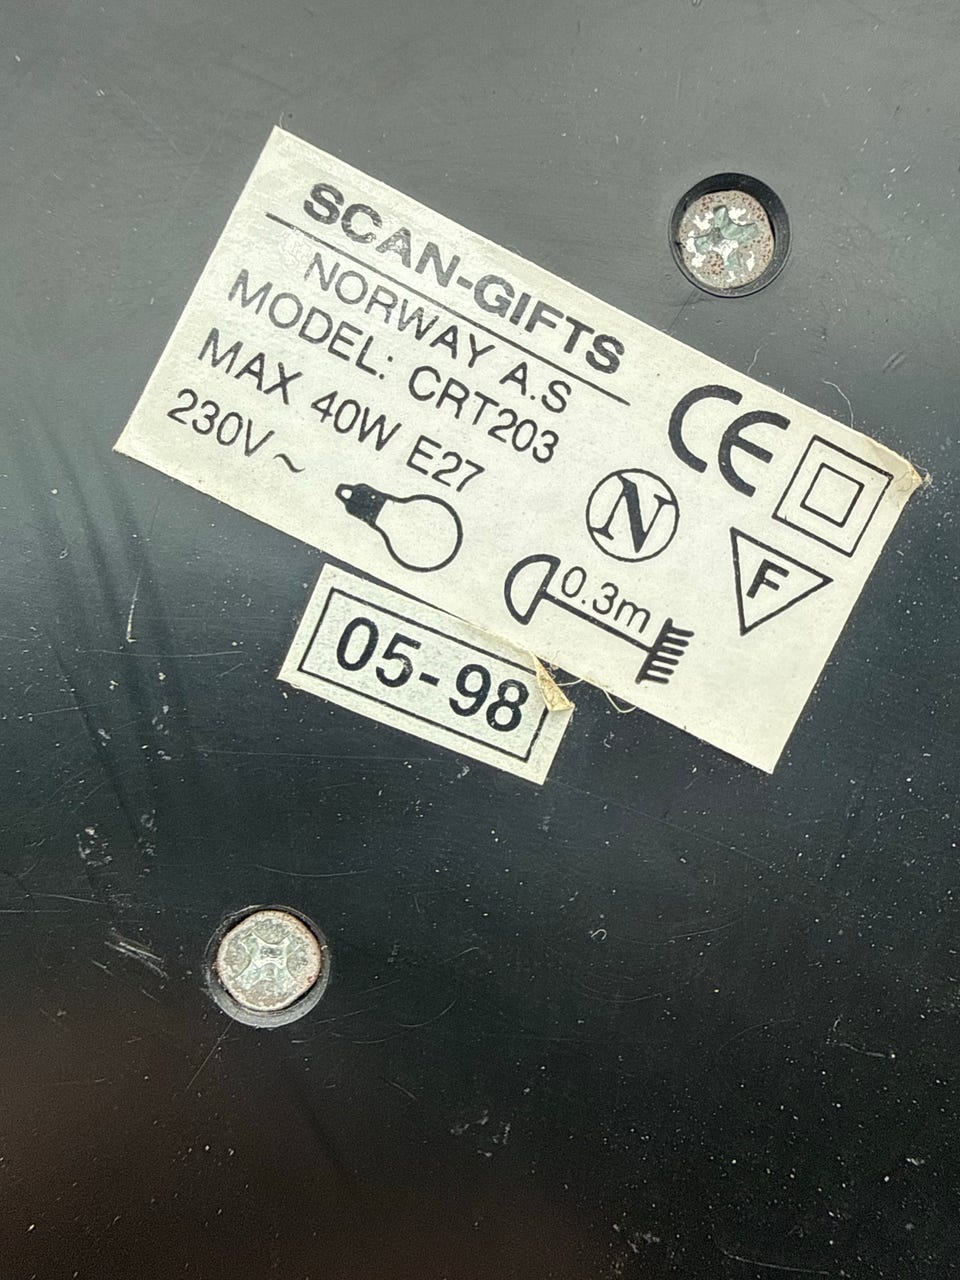 SCAN-GIFTS
NORWAY A.S
MODEL: CRT203
MAX 40W E27
230V ~
CE
N
F
0.3m
05-98